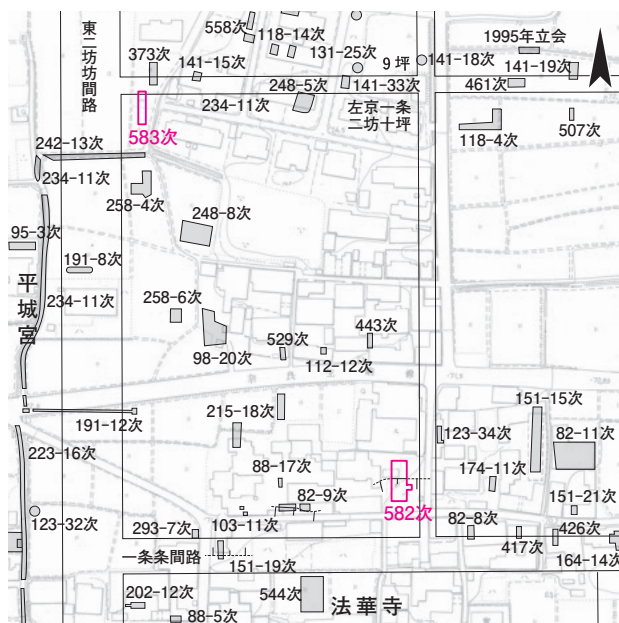 東二坊坊間路
558次
118-14次
131-25次
9坪
141-18次
1995年立会
141-19次
373次
141-15次
248-5次
141-33次
461次
583次
234-11次
左京一条
二坊十坪
118-4次
507次
242-13次
234-11次
258-4次
248-8次
95-3次
191-8次
平城宮
234-11次
258-6次
98-20次
529次
443次
112-12次
191-12次
215-18次
151-15次
123-34次
82-11次
223-16次
88-17次
174-11次
82-9次
582次
151-21次
123-32次
293-7次
103-11次
82-8次
417次
426次
一条条間路
151-19次
164-14次
202-12次
88-5次
544次
法華寺